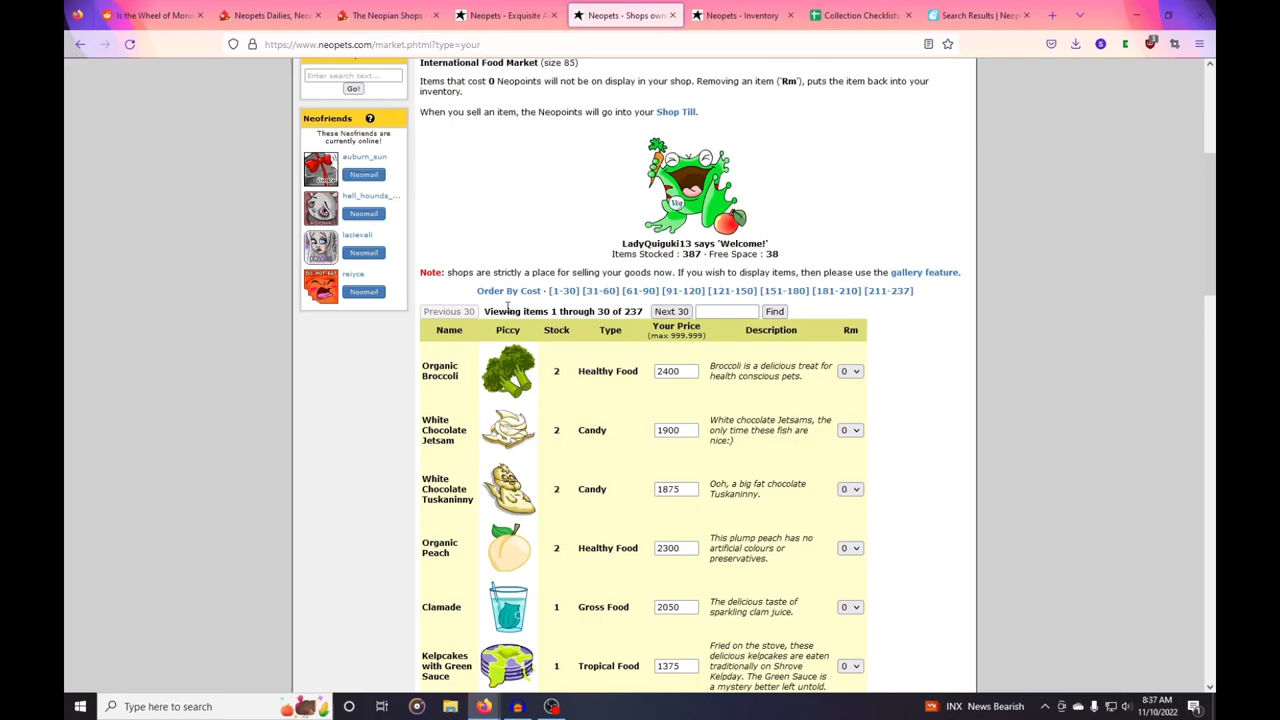 Is the Wheel of Mono
Neopets Dailies, Neop
The Neopian Shops -
Neopets - Exquisite A
Neopets - Shops own
Neopets - Inventory
Collection Checklists
Search Results | Neop
https://www.neopets.com/market.phtml?type=your
International Food Market (size 85)
Items that cost 0 Neopoints will not be on display in your shop. Removing an item ('Rm'), puts the item back into your
inventory.
When you sell an item, the Neopoints will go into your Shop Till.
Enter search text...
Go!
Neofriends ?
These Neofriends are
currently online!
auburn_sun
Neomail
hell_hounds_...
Neomail
lacievali
Neomail
reiyce
Neomail
Veg
LadyQuiguki13 says 'Welcome!'
Items Stocked : 387 · Free Space : 38
Note: shops are strictly a place for selling your goods now. If you wish to display items, then please use the gallery feature.
Order By Cost · [1-30] [31-60] [61-90] [91-120] [121-150] [151-180] [181-210] [211-237]
Previous 30 Viewing items 1 through 30 of 237 Next 30 Find
Name Piccy Stock Type Your Price (max 999,999) Description Rm
Organic Broccoli 2 Healthy Food 2400 Broccoli is a delicious treat for health conscious pets. 0
White Chocolate Jetsam 2 Candy 1900 White chocolate Jetsams, the only time these fish are nice:) 0
White Chocolate Tuskaninny 2 Candy 1875 Ooh, a big fat chocolate Tuskaninny. 0
Organic Peach 2 Healthy Food 2300 This plump peach has no artificial colours or preservatives. 0
Clamade 1 Gross Food 2050 The delicious taste of sparkling clam juice. 0
Kelpcakes with Green Sauce 1 Tropical Food 1375 Fried on the stove, these delicious kelpcakes are eaten traditionally on Shrove Kelpday. The Green Sauce is a mystery better left untold. 0
Type here to search
INX News Bearish
8:37 AM
11/10/2022